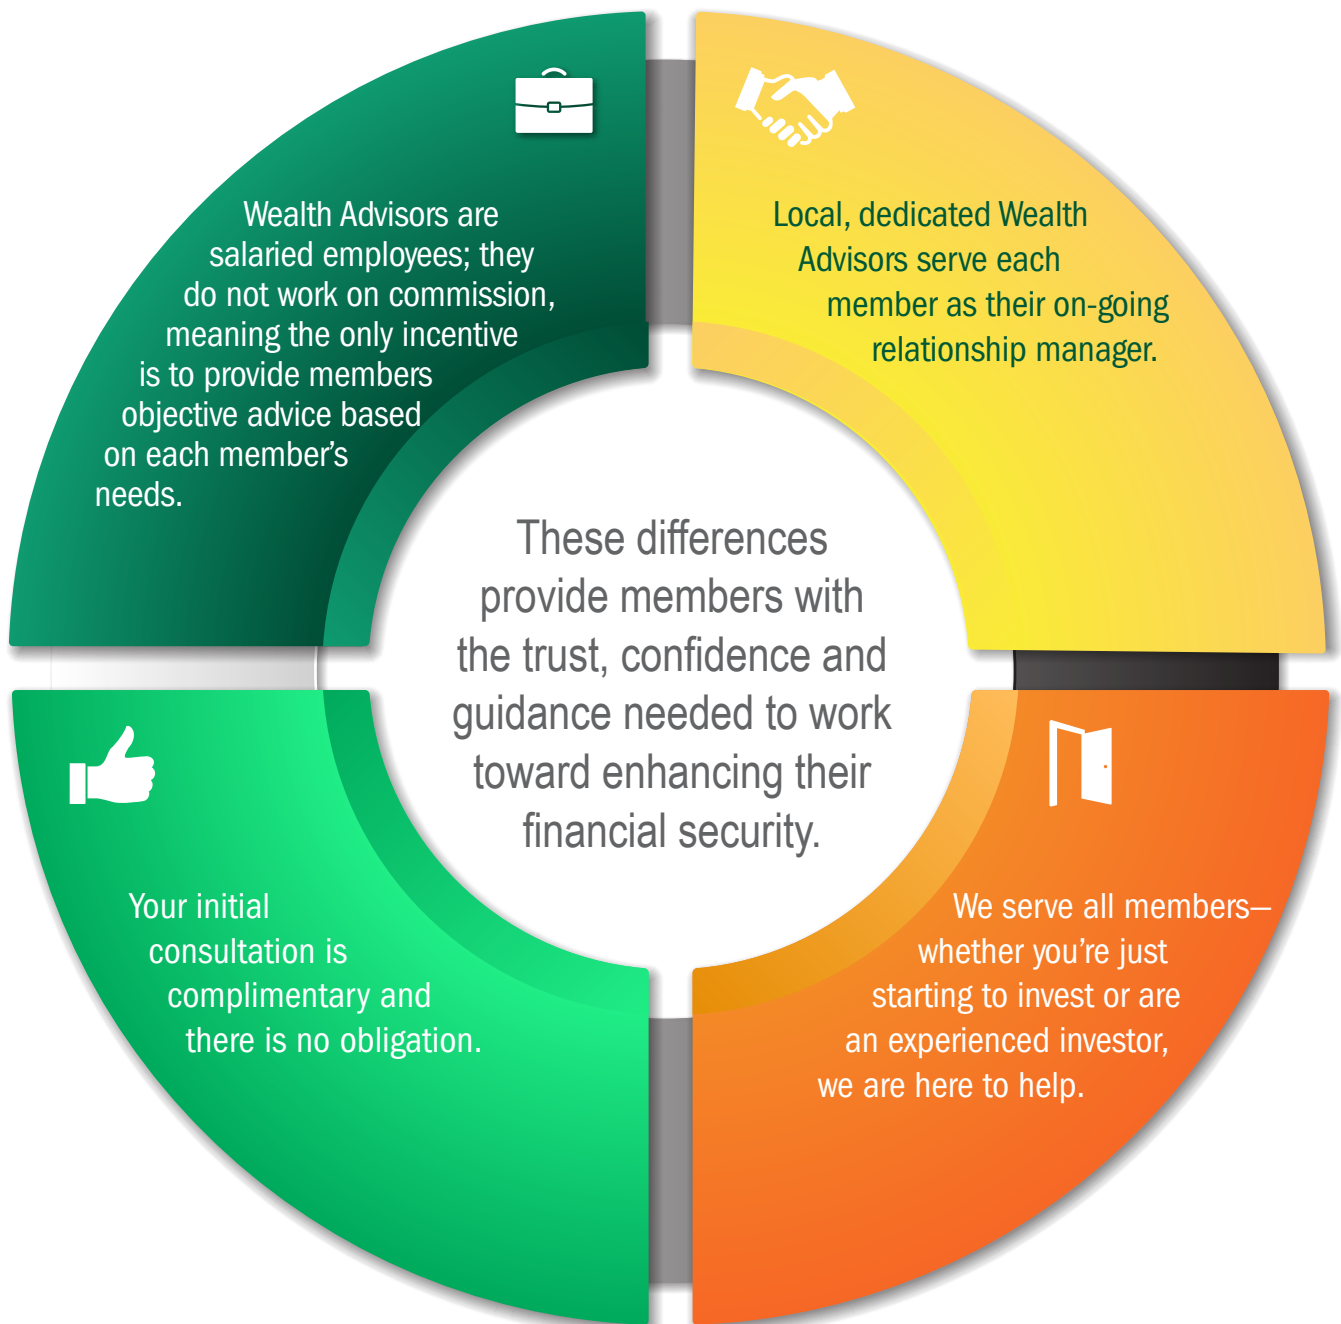 Wealth Advisors are
salaried employees; they
do not work on commission,
meaning the only incentive
is to provide members
objective advice based
on each member’s
needs.
Local, dedicated Wealth
Advisors serve each
member as their on-going
relationship manager.
These differences
provide members with
the trust, confidence and
guidance needed to work
toward enhancing their
financial security.
Your initial
consultation is
complimentary and
there is no obligation.
We serve all members—
whether you’re just
starting to invest or are
an experienced investor,
we are here to help.